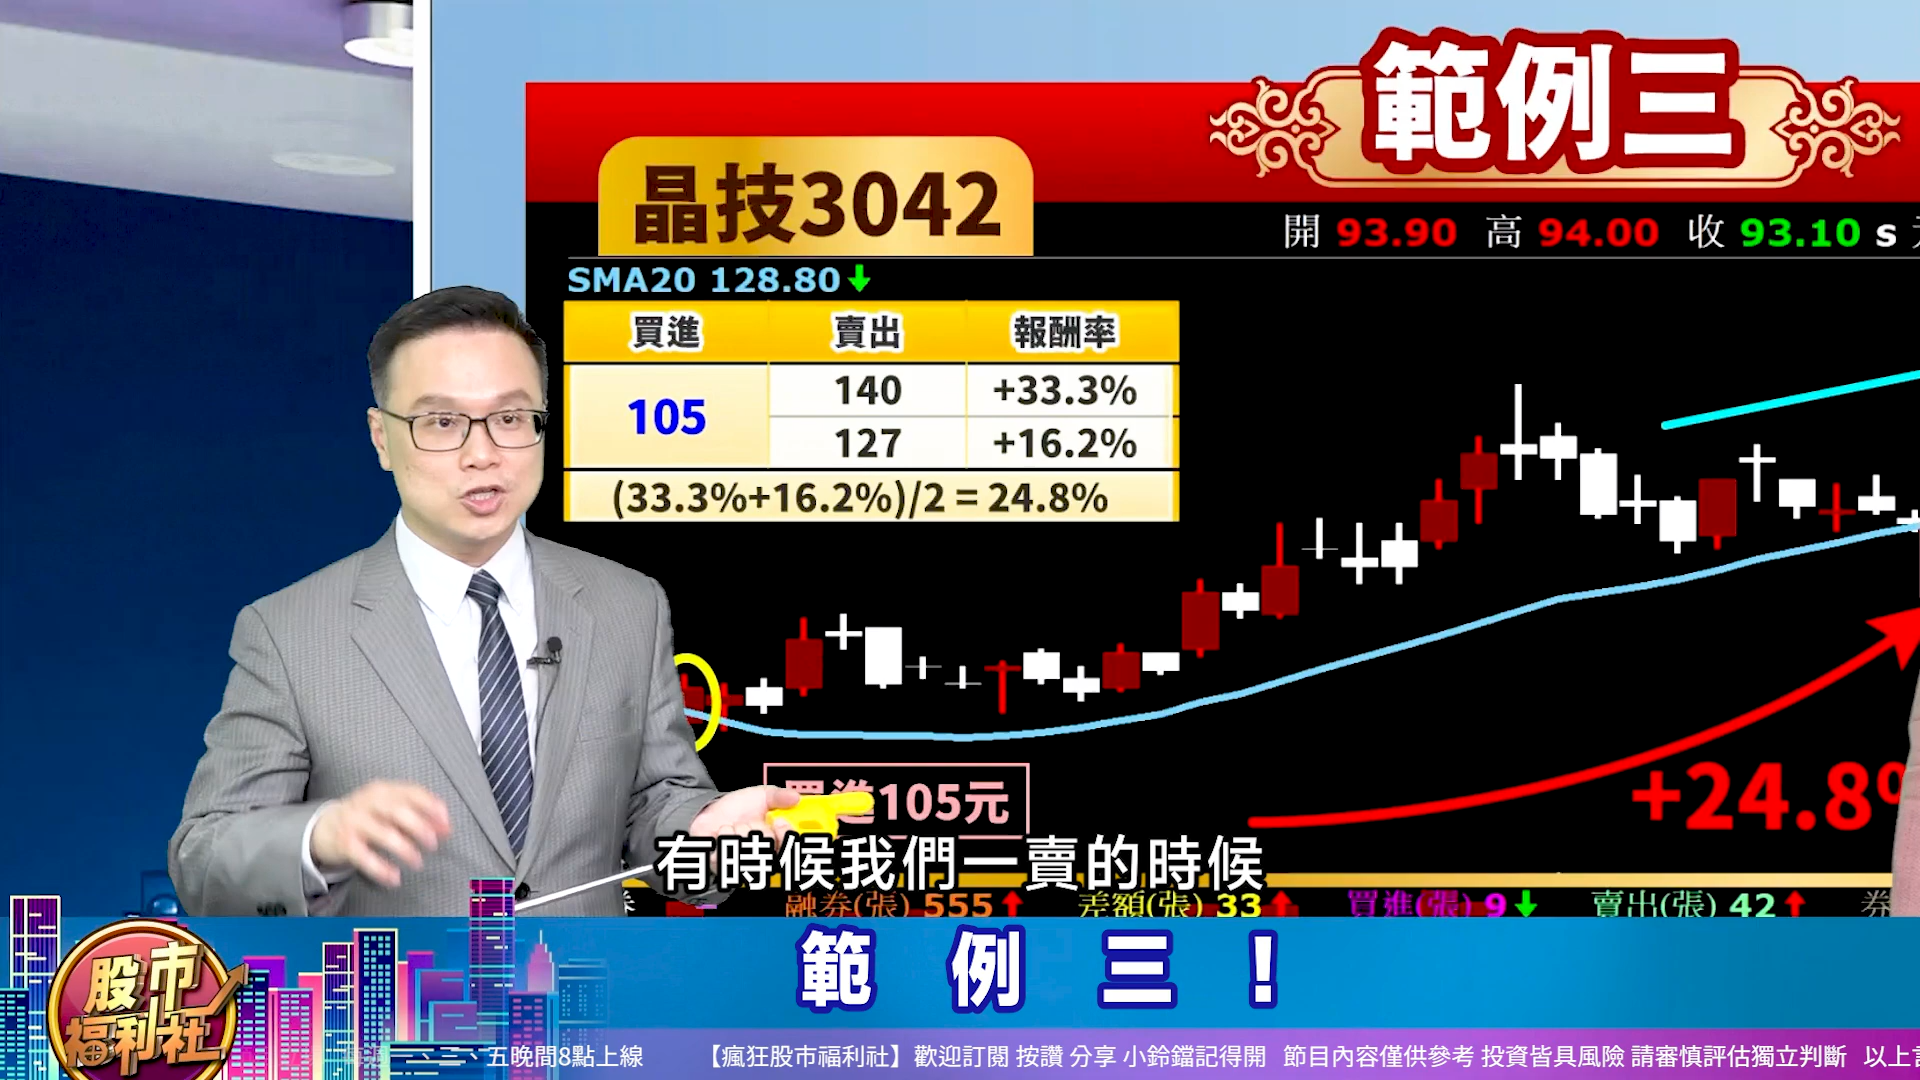 範例三
晶技3042
開 93.90 高 94.00 收 93.10 s
SMA20 128.80
買進 賣出 報酬率
105
140 +33.3%
127 +16.2%
(33.3%+16.2%)/2 = 24.8%
買進105元
+24.8%
有時候我們一賣的時候
融券(張) 555 差額(張) 33 買進(張) 9 賣出(張) 42 券
範例三!
股市
福利社
一、三、五晚間8點上線 【瘋狂股市福利社】歡迎訂閱 按讚 分享 小鈴鐺記得開 節目內容僅供參考 投資皆具風險 請審慎評估獨立判斷 以上